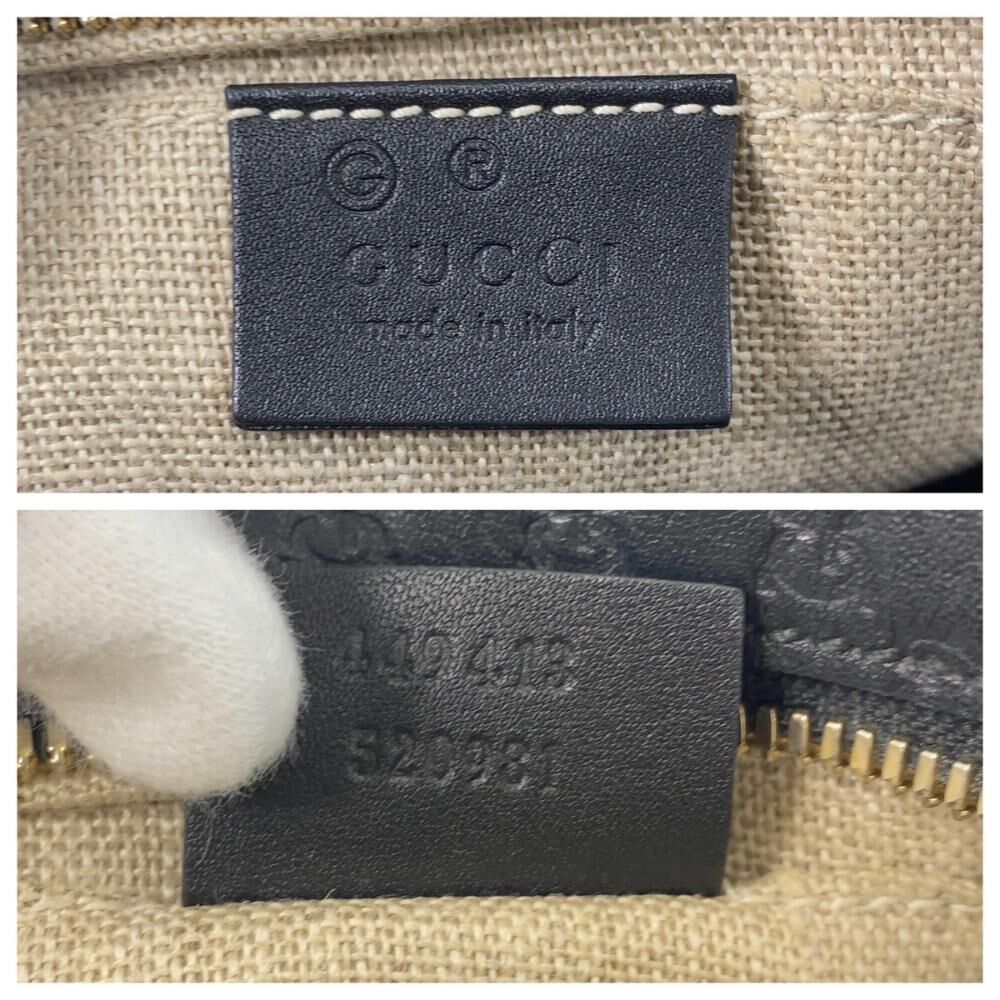 G ®
GUCCI
made in italy
449413
520981